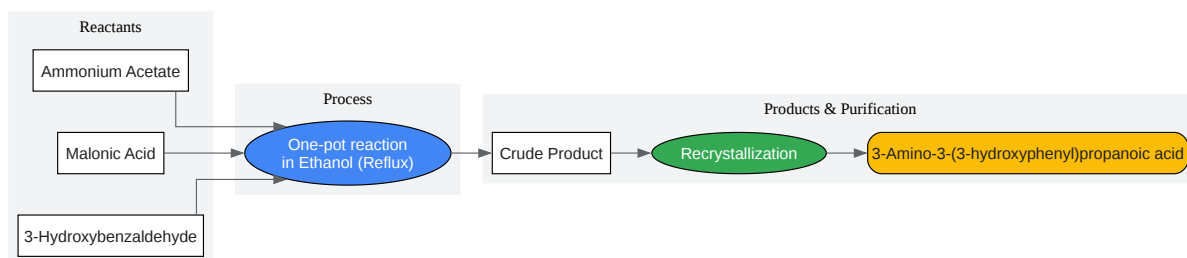 Reactants
Ammonium Acetate
Malonic Acid
3-Hydroxybenzaldehyde
Process
One-pot reaction
in Ethanol (Reflux)
Products & Purification
Crude Product
Recrystallization
3-Amino-3-(3-hydroxyphenyl)propanoic acid